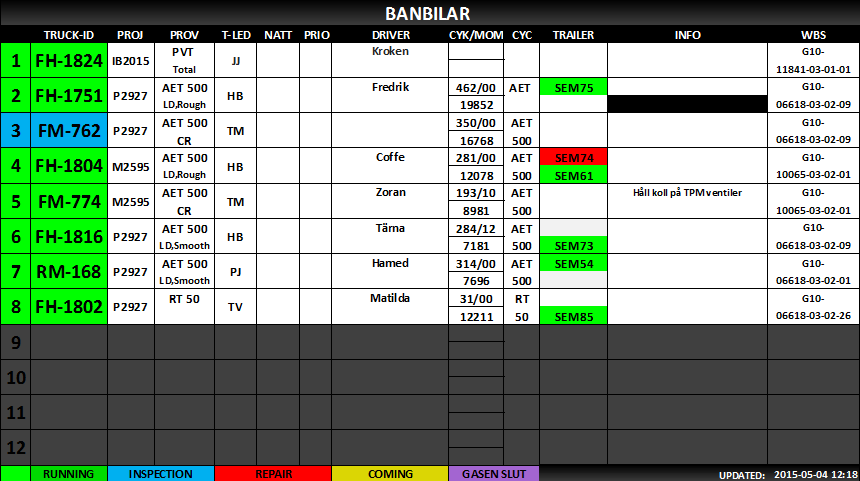 BANBILAR
TRUCK-ID PROJ PROV T-LED NATT PRIO DRIVER CYK/MOM CYC TRAILER INFO WBS
1 FH-1824 IB2015 PVT Total JJ Kroken G10-11841-03-01-01
2 FH-1751 P2927 AET 500 LD,Rough HB Fredrik 462/00 19852 AET SEM75 G10-06618-03-02-09
3 FM-762 P2927 AET 500 CR TM 350/00 16768 AET 500 G10-06618-03-02-09
4 FH-1804 M2595 AET 500 LD,Rough HB Coffe 281/00 12078 AET 500 SEM74 SEM61 G10-10065-03-02-01
5 FM-774 M2595 AET 500 CR TM Zoran 193/10 8981 AET 500 Håll koll på TPM ventiler G10-10065-03-02-01
6 FH-1816 P2927 AET 500 LD,Smooth HB Tärna 284/12 7181 AET 500 SEM73 G10-06618-03-02-09
7 RM-168 P2927 AET 500 LD,Smooth PJ Hamed 314/00 7696 AET 500 SEM54 G10-06618-03-02-01
8 FH-1802 P2927 RT 50 TV Matilda 31/00 12211 RT 50 SEM85 G10-06618-03-02-26
9
10
11
12
RUNNING INSPECTION REPAIR COMING GASEN SLUT UPDATED: 2015-05-04 12:18